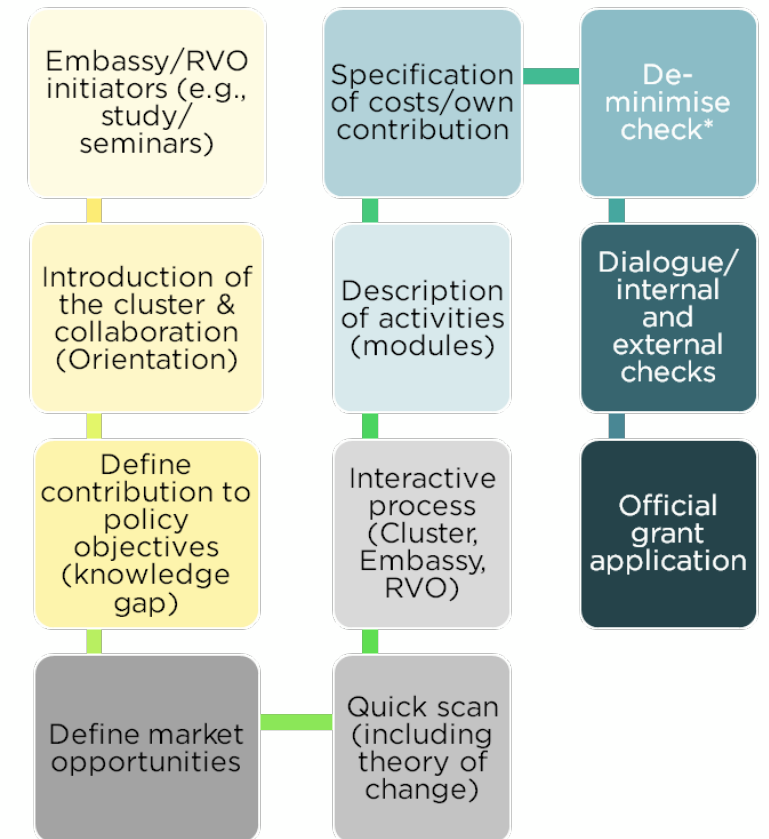 Embassy/RVO
initiators (e.g.,
study/
seminars)
Introduction of
the cluster &
collaboration
(Orientation)
Define
contribution to
policy
objectives
(knowledge
gap)
Define market
opportunities
Quick scan
(including
theory of
change)
Interactive
process
(Cluster,
Embassy,
RVO)
Description
of activities
(modules)
Specification
of costs/own
contribution
De-
minimise
check*
Dialogue/
internal
and
external
checks
Official
grant
application